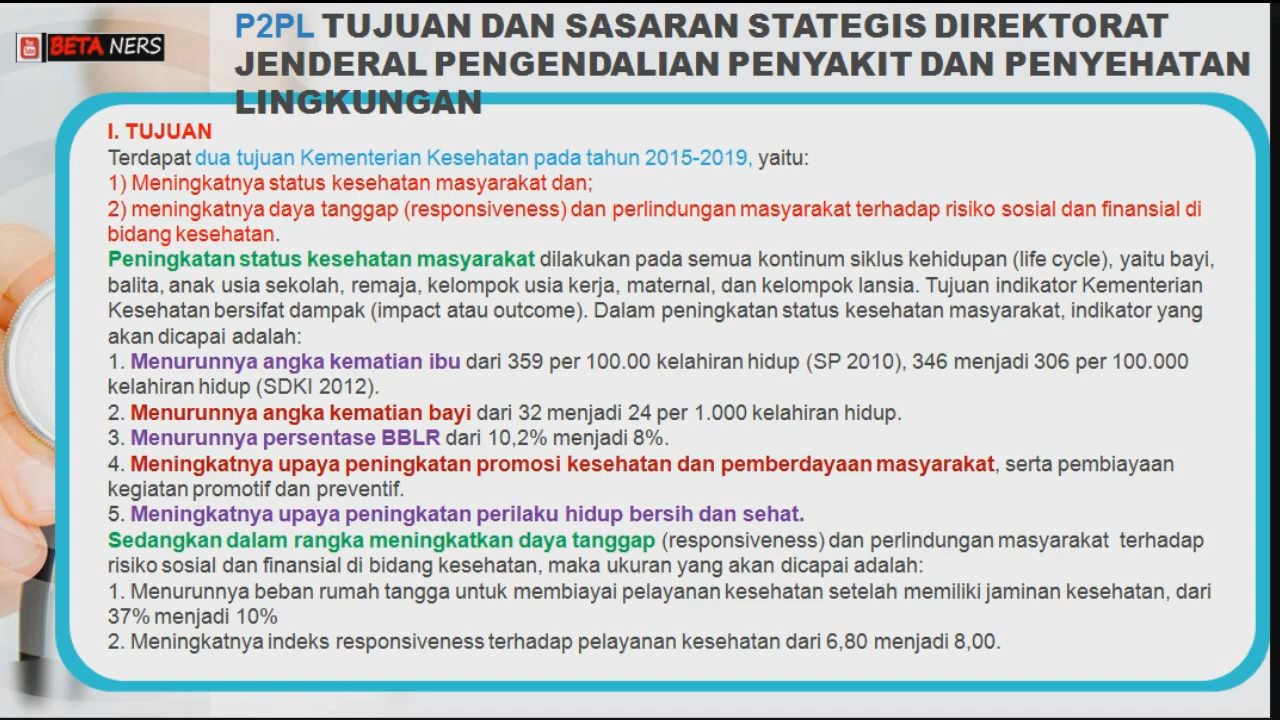 BETA NERS
P2PL TUJUAN DAN SASARAN STATEGIS DIREKTORAT
JENDERAL PENGENDALIAN PENYAKIT DAN PENYEHATAN
LINGKUNGAN
I. TUJUAN
Terdapat dua tujuan Kementerian Kesehatan pada tahun 2015-2019, yaitu:
1) Meningkatnya status kesehatan masyarakat dan;
2) meningkatnya daya tanggap (responsiveness) dan perlindungan masyarakat terhadap risiko sosial dan finansial di
bidang kesehatan.
Peningkatan status kesehatan masyarakat dilakukan pada semua kontinum siklus kehidupan (life cycle), yaitu bayi,
balita, anak usia sekolah, remaja, kelompok usia kerja, maternal, dan kelompok lansia. Tujuan indikator Kementerian
Kesehatan bersifat dampak (impact atau outcome). Dalam peningkatan status kesehatan masyarakat, indikator yang
akan dicapai adalah:
1. Menurunnya angka kematian ibu dari 359 per 100.00 kelahiran hidup (SP 2010), 346 menjadi 306 per 100.000
kelahiran hidup (SDKI 2012).
2. Menurunnya angka kematian bayi dari 32 menjadi 24 per 1.000 kelahiran hidup.
3. Menurunnya persentase BBLR dari 10,2% menjadi 8%.
4. Meningkatnya upaya peningkatan promosi kesehatan dan pemberdayaan masyarakat, serta pembiayaan
kegiatan promotif dan preventif.
5. Meningkatnya upaya peningkatan perilaku hidup bersih dan sehat.
Sedangkan dalam rangka meningkatkan daya tanggap (responsiveness) dan perlindungan masyarakat terhadap
risiko sosial dan finansial di bidang kesehatan, maka ukuran yang akan dicapai adalah:
1. Menurunnya beban rumah tangga untuk membiayai pelayanan kesehatan setelah memiliki jaminan kesehatan, dari
37% menjadi 10%
2. Meningkatnya indeks responsiveness terhadap pelayanan kesehatan dari 6,80 menjadi 8,00.